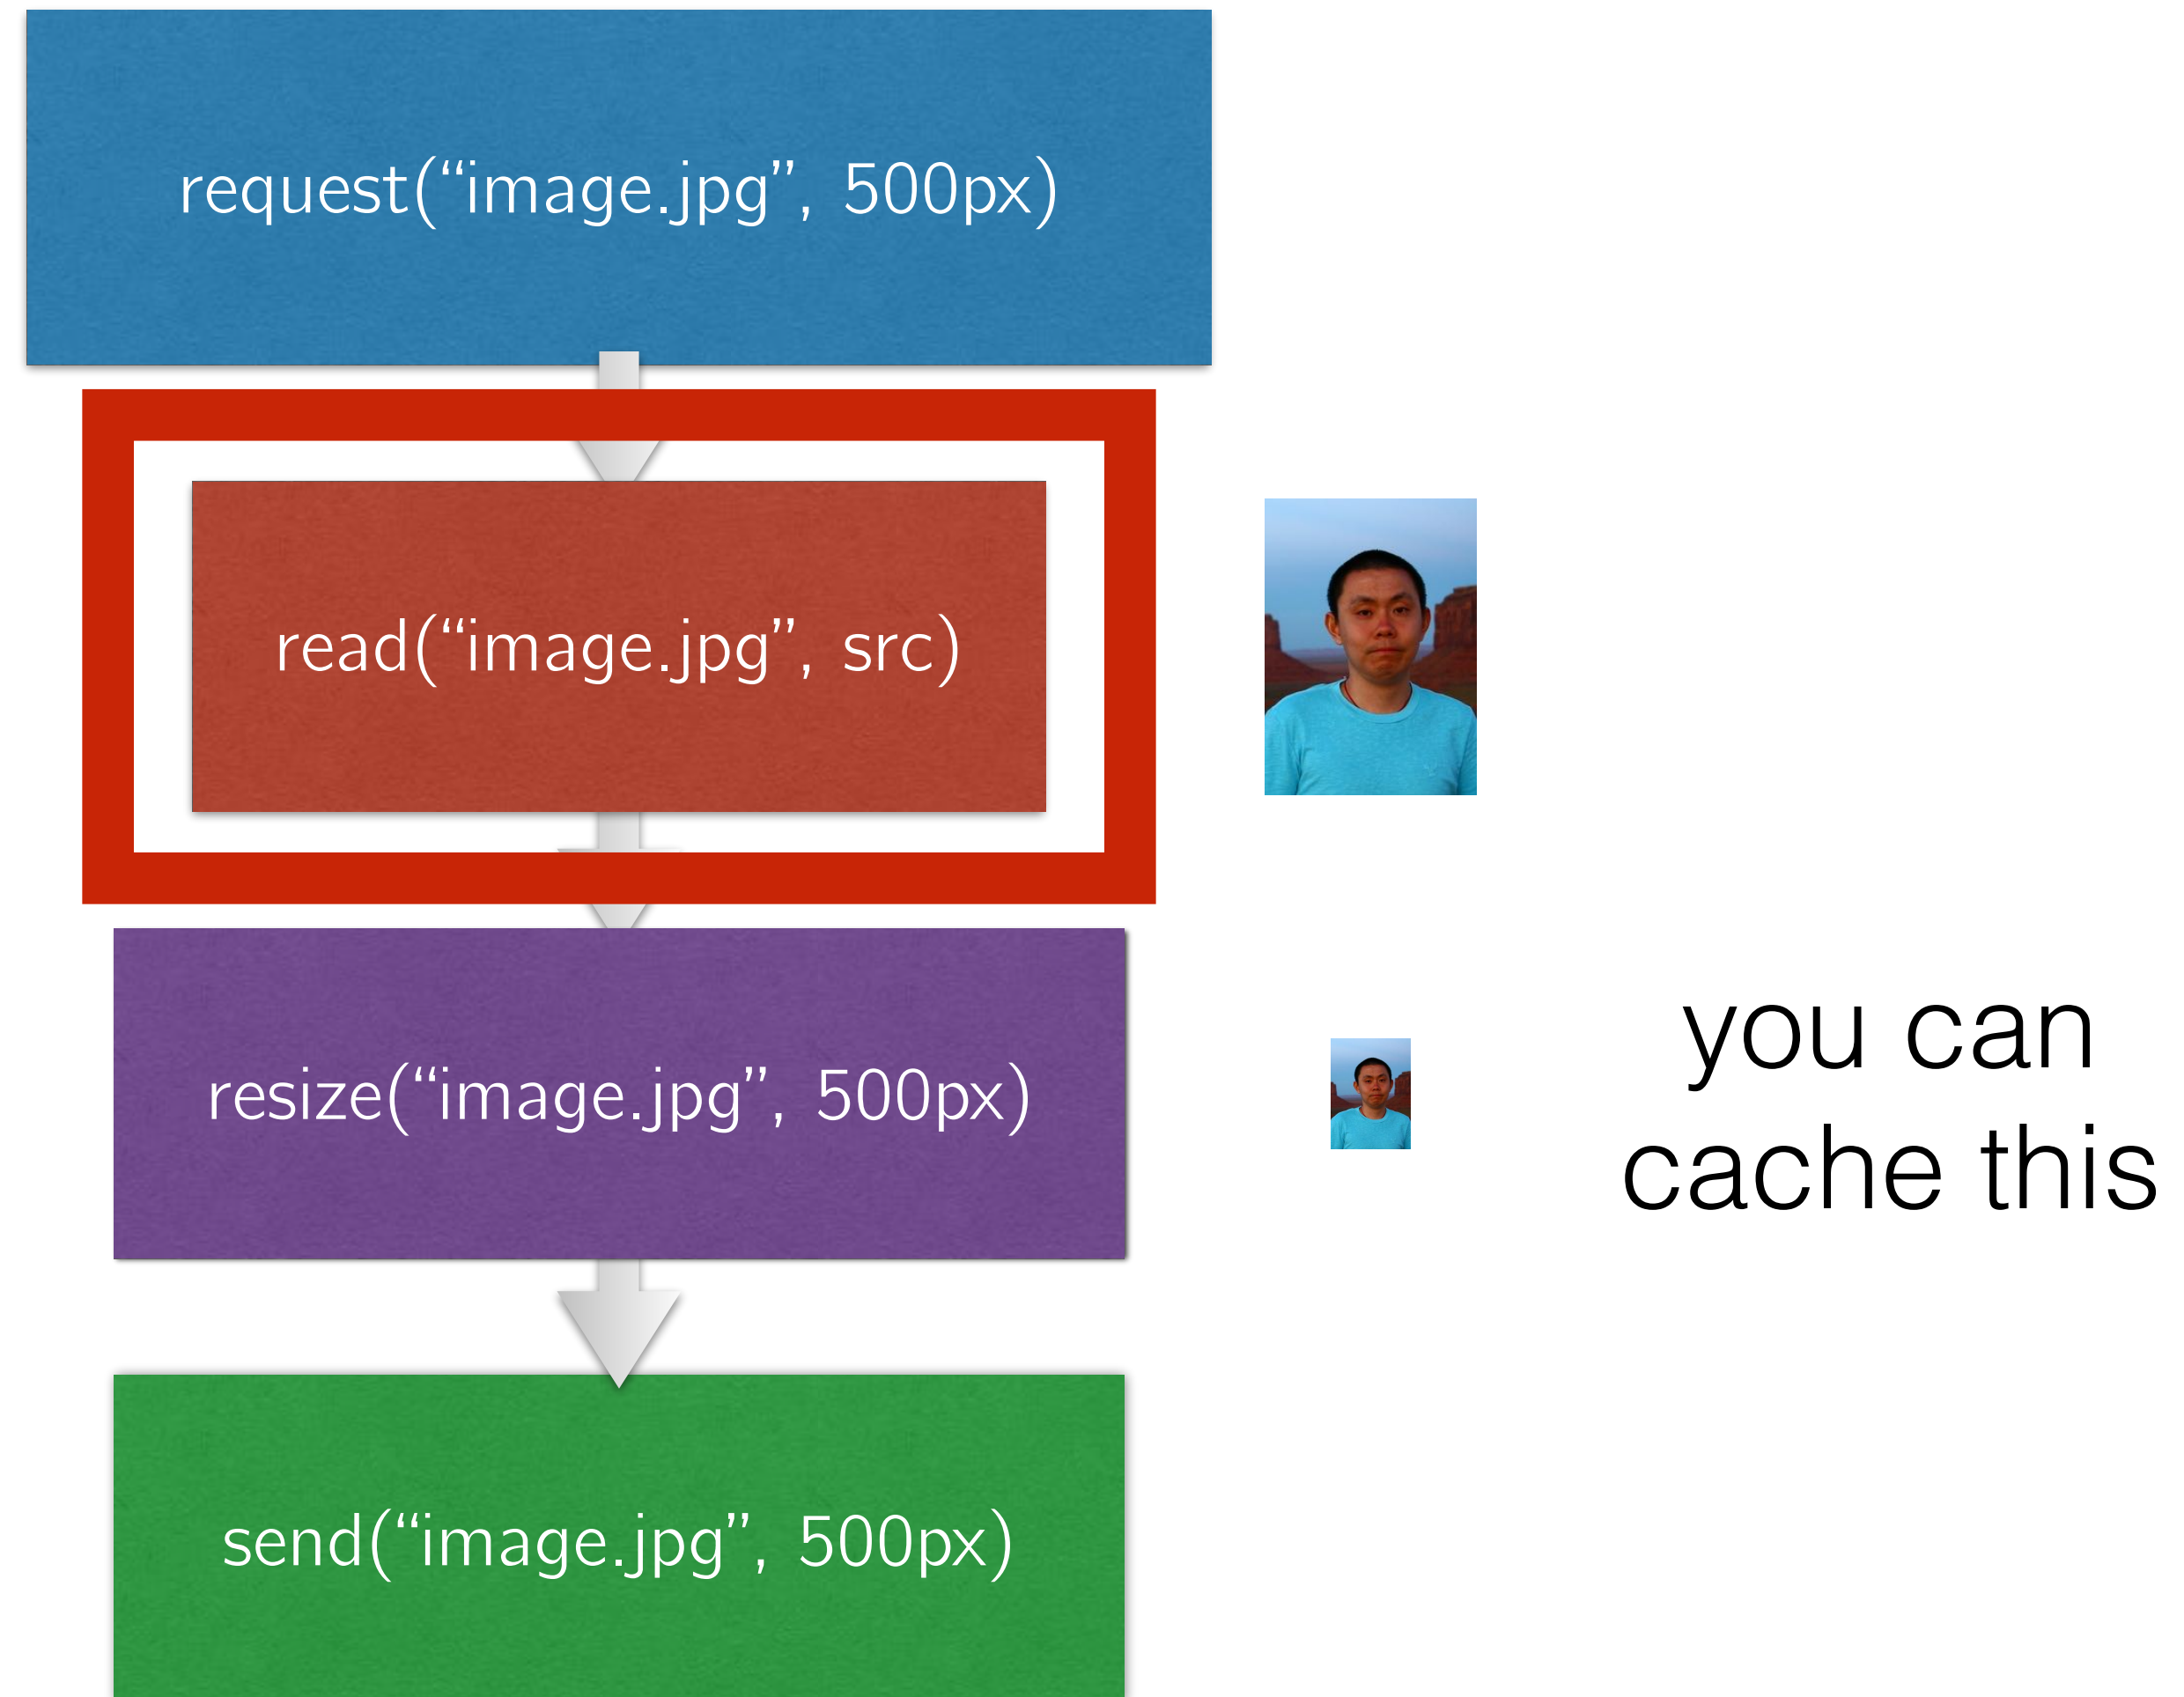 request(“image.jpg”, 500px)
read(“image.jpg”, src)
resize(“image.jpg”, 500px)
you can
cache this
send(“image.jpg”, 500px)